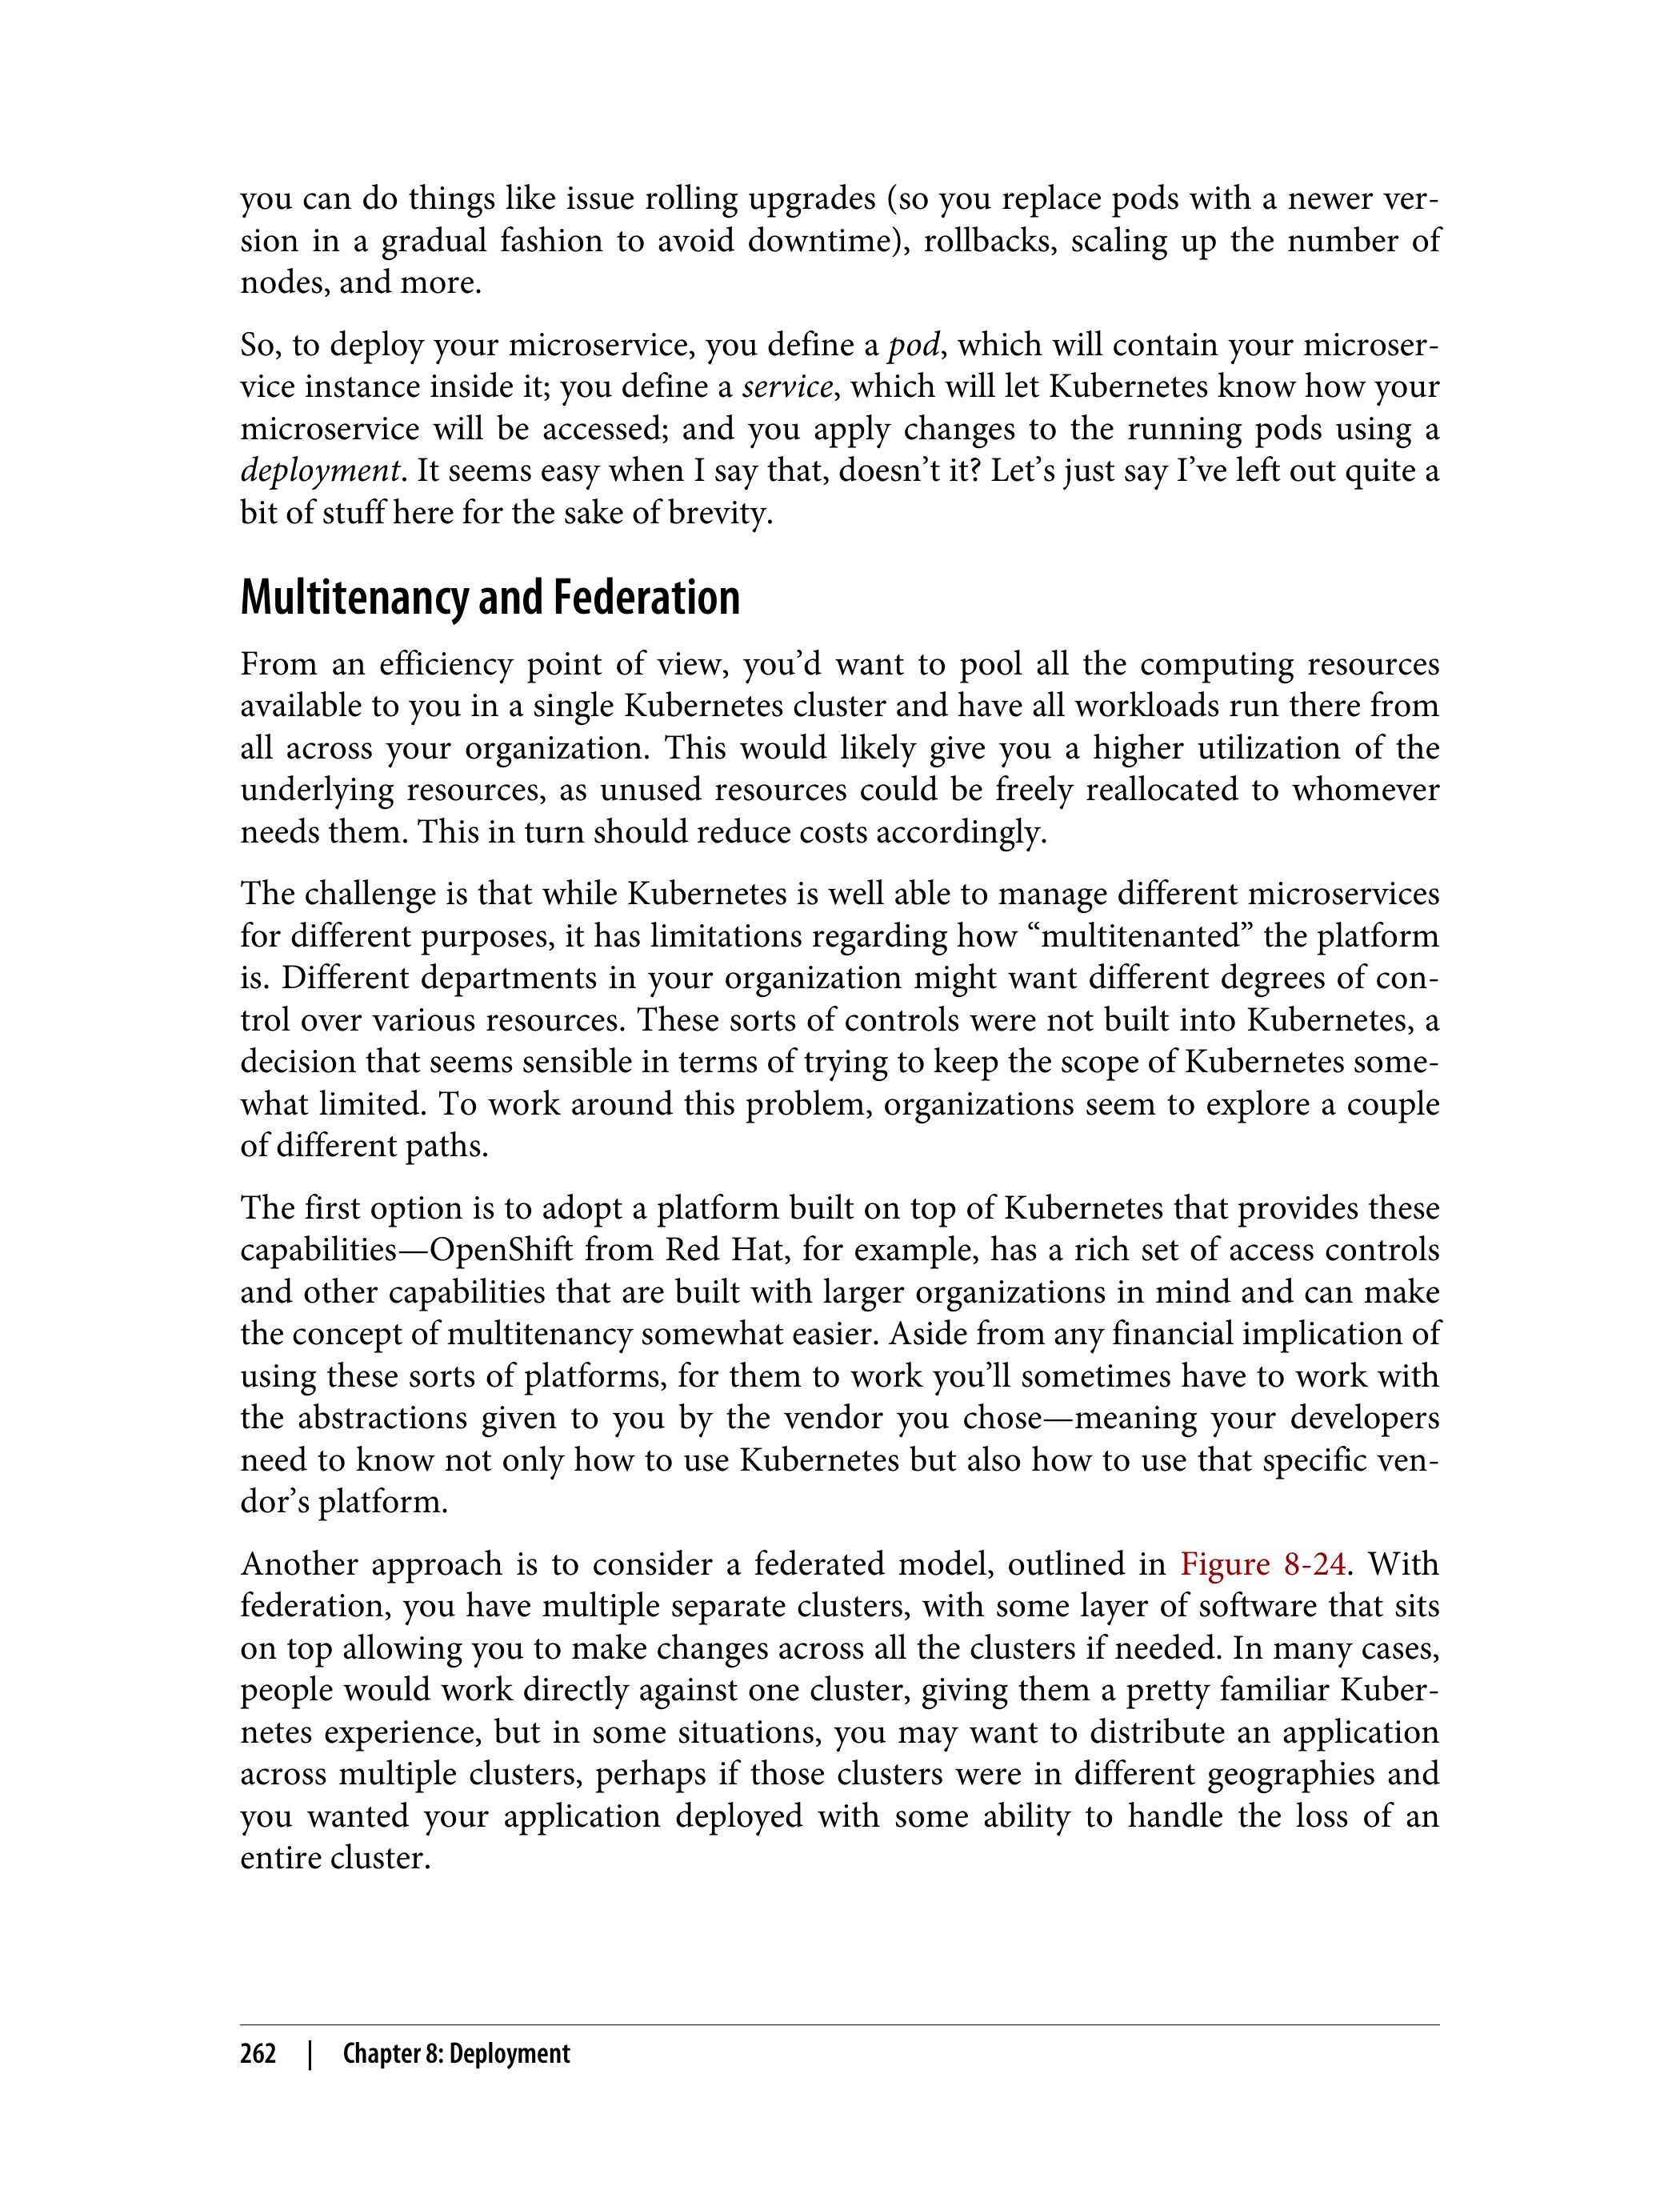 you can do things like issue rolling upgrades (so you replace pods with a newer ver-
sion in a gradual fashion to avoid downtime), rollbacks, scaling up the number of
nodes, and more.
So, to deploy your microservice, you define a pod, which will contain your microser-
vice instance inside it; you define a service, which will let Kubernetes know how your
microservice will be accessed; and you apply changes to the running pods using a
deployment. It seems easy when I say that, doesn’t it? Let’s just say I’ve left out quite a
bit of stuff here for the sake of brevity.
Multitenancy and Federation
From an efficiency point of view, you’d want to pool all the computing resources
available to you in a single Kubernetes cluster and have all workloads run there from
all across your organization. This would likely give you a higher utilization of the
underlying resources, as unused resources could be freely reallocated to whomever
needs them. This in turn should reduce costs accordingly.
The challenge is that while Kubernetes is well able to manage different microservices
for different purposes, it has limitations regarding how “multitenanted” the platform
is. Different departments in your organization might want different degrees of con-
trol over various resources. These sorts of controls were not built into Kubernetes, a
decision that seems sensible in terms of trying to keep the scope of Kubernetes some-
what limited. To work around this problem, organizations seem to explore a couple
of different paths.
The first option is to adopt a platform built on top of Kubernetes that provides these
capabilities—OpenShift from Red Hat, for example, has a rich set of access controls
and other capabilities that are built with larger organizations in mind and can make
the concept of multitenancy somewhat easier. Aside from any financial implication of
using these sorts of platforms, for them to work you’ll sometimes have to work with
the abstractions given to you by the vendor you chose—meaning your developers
need to know not only how to use Kubernetes but also how to use that specific ven-
dor’s platform.
Another approach is to consider a federated model, outlined in Figure 8-24. With
federation, you have multiple separate clusters, with some layer of software that sits
on top allowing you to make changes across all the clusters if needed. In many cases,
people would work directly against one cluster, giving them a pretty familiar Kuber-
netes experience, but in some situations, you may want to distribute an application
across multiple clusters, perhaps if those clusters were in different geographies and
you wanted your application deployed with some ability to handle the loss of an
entire cluster.
262 | Chapter 8: Deployment